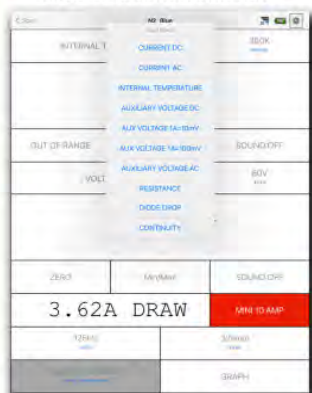 INTERNAL T
300K
CURRENT DC
CURRENT AC
INTERNAL TEMPERATURE
AUXILIARY VOLTAGE DC
AUX VOLTAGE 1A=10mV
OUT OF RANGE
AUX VOLTAGE 1A=100mV
SOUND:OFF
AUXILIARY VOLTAGE AC
VOLT
60V
RESISTANCE
DIODE DROP
CONTINUITY
ZERO
Min/Max
SOUND:OFF
3.62A DRAW
MINI 10 AMP
125Hz
GRAPH